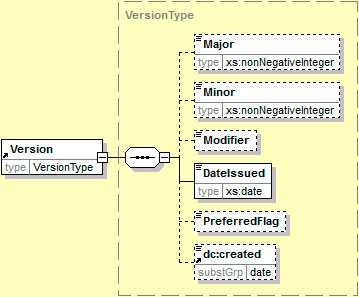 VersionType
Major
type xs:nonNegativeInteger
Minor
type xs:nonNegativeInteger
Modifier
Version
type VersionType
DateIssued
type xs:date
PreferredFlag
dc:created
substGrp date